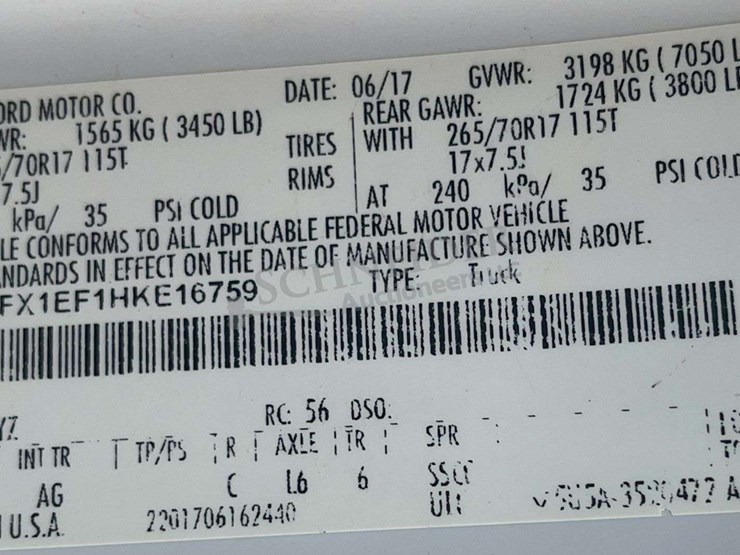 ORD MOTOR CO. DATE: 06/17 GVWR: 3198 KG ( 7050 L
WR: 1565 KG ( 3450 LB) REAR GAWR: 1724 KG ( 3800 L
/70R17 115T TIRES WITH 265/70R17 115T
7.5J RIMS 17x7.5J
kPa/ 35 PSI COLD AT 240 kPa/ 35 PSI COLD
LE CONFORMS TO ALL APPLICABLE FEDERAL MOTOR VEHICLE
NDARDS IN EFFECT ON THE DATE OF MANUFACTURE SHOWN ABOVE.
FX1EF1HKE16759 TYPE: Truck
SCHNEIDER
Auctioneers
YZ RC: 56 DSO:
INT TR TP/PS R AXLE TR SPR
AG C L6 6
U.S.A. 2201706162440